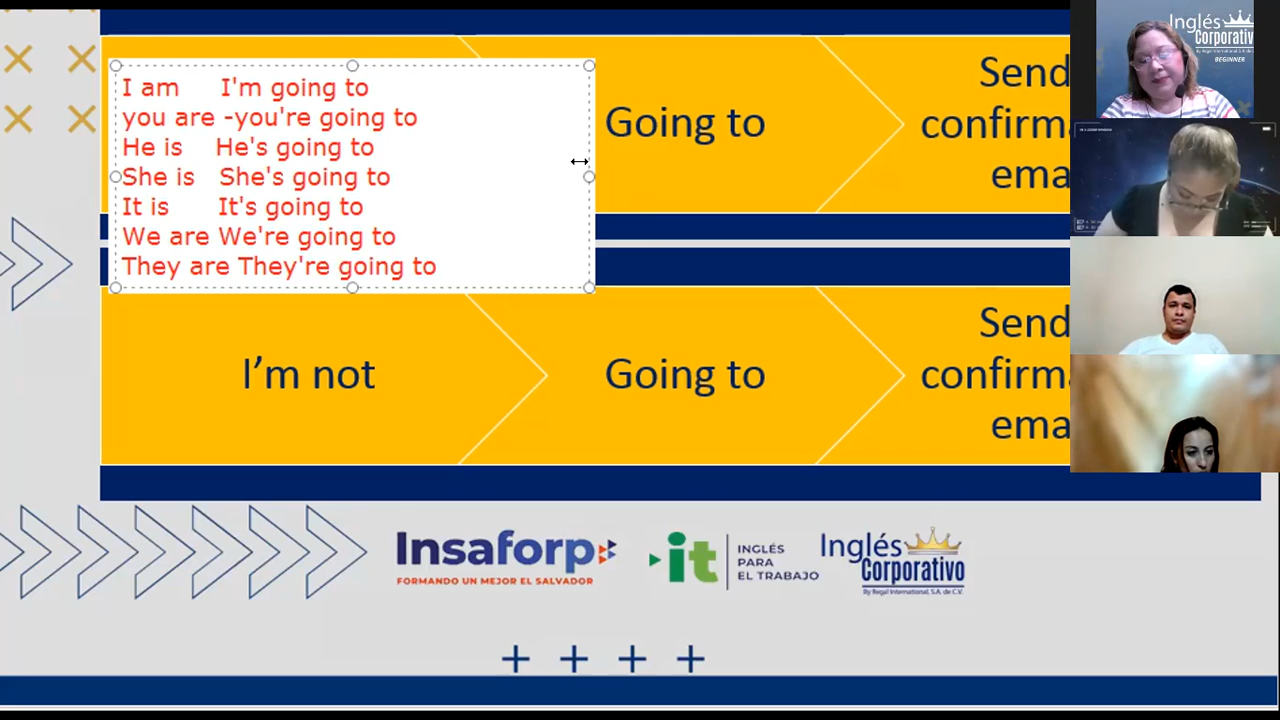 I am I'm going to
you are -you're going to
He is He's going to
She is She's going to
It is It's going to
We are We're going to
They are They're going to
Going to
Send
confirma
ema
I'm not
Going to
Send
confirm
ema
Insaforp
FORMANDO UN MEJOR EL SALVADOR
it
INGLÉS
PARA
EL TRABAJO
Inglés
Corporativo
By Regal International, S.A. de C.V.
Inglés
Corporativo
BEGINNER